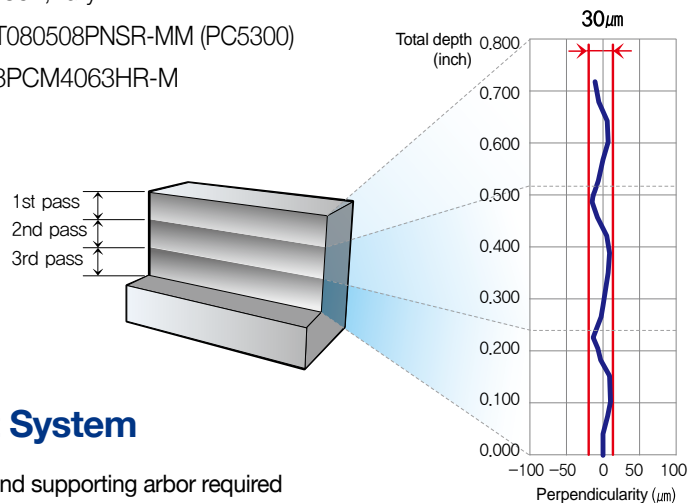 T080508PNSR-MM (PC5300)
3PCM4063HR-M
1st pass
2nd pass
3rd pass
30㎛
Total depth
(inch)
0.800
0.700
0.600
0.500
0.400
0.300
0.200
0.100
0.000
-100 -50 0 50 100
Perpendicularity (㎛)
System
nd supporting arbor required